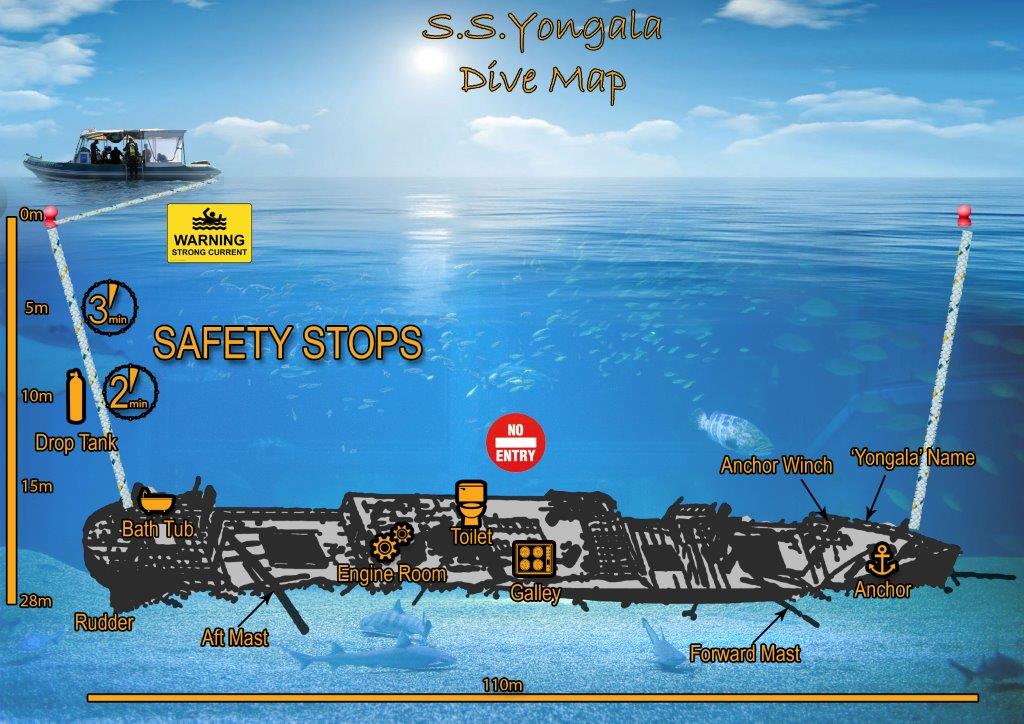 S.S.Yongala
Dive Map
0m
WARNING
STRONG CURRENT
5m
3 min
SAFETY STOPS
10m
2 min
Drop Tank
NO
ENTRY
Anchor Winch
'Yongala' Name
15m
Bath Tub
Toilet
Engine Room
Galley
Anchor
28m
Rudder
Aft Mast
Forward Mast
110m